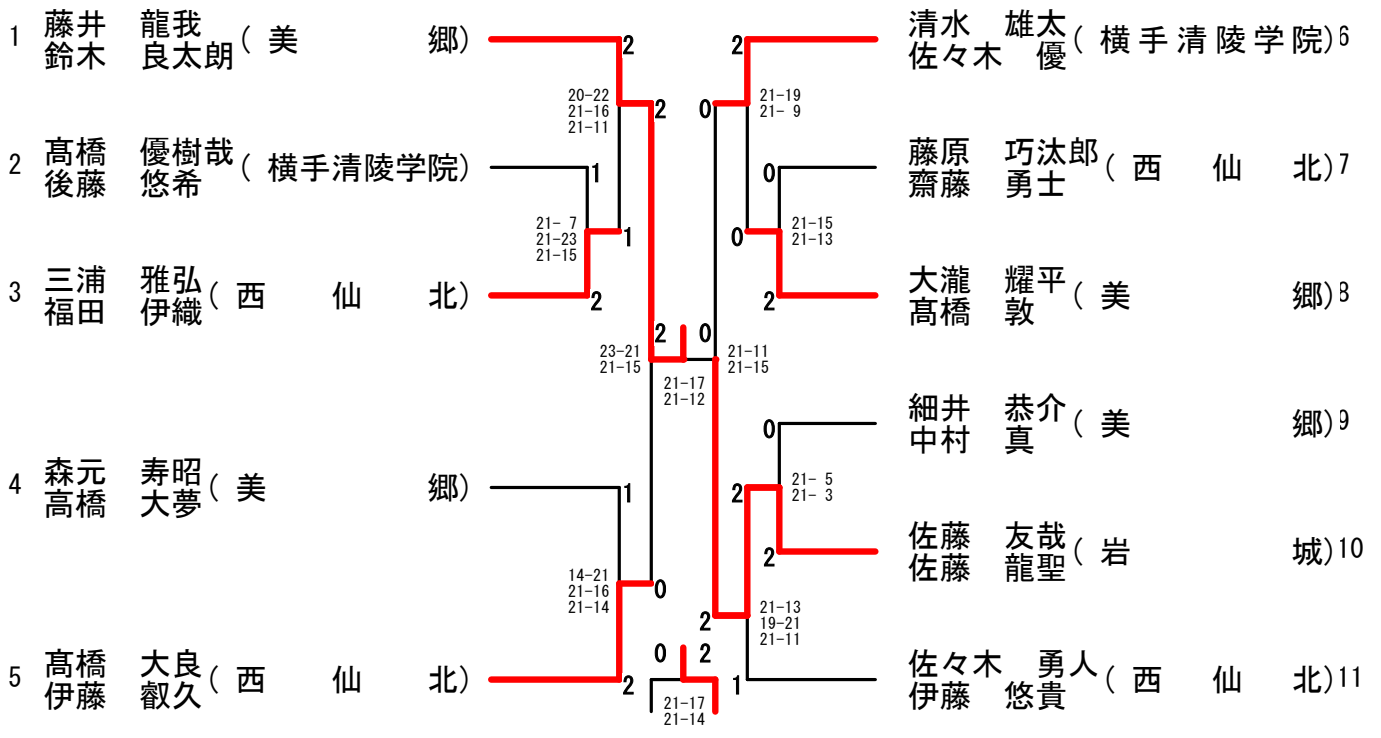 1 藤井 龍我
鈴木 良太朗
( 美 郷)
2
20-22
21-16
21-11
2
2 髙橋 優樹哉
後藤 悠希
( 横手清陵学院)
1
21- 7
21-23
21-15
1
3 三浦 雅弘
福田 伊織
( 西 仙 北)
2
23-21
21-15
2 0
21-17
21-12
4 森元 寿昭
高橋 大夢
( 美 郷)
1
14-21
21-16
21-14
0
5 髙橋 大良
伊藤 叡久
( 西 仙 北)
2
0 2
21-17
21-14
清水 雄太
佐々木 優
( 横手清陵学院) 6
2
0
21-19
21- 9
藤原 巧汰郎
齋藤 勇士
( 西 仙 北) 7
0
0
21-15
21-13
大瀧 耀平
髙橋 敦
( 美 郷) 8
2
21-11
21-15
細井 恭介
中村 真
( 美 郷) 9
0
2
21- 5
21- 3
佐藤 友哉
佐藤 龍聖
( 岩 城) 10
2
2
21-13
19-21
21-11
佐々木 勇人
伊藤 悠貴
( 西 仙 北) 11
1